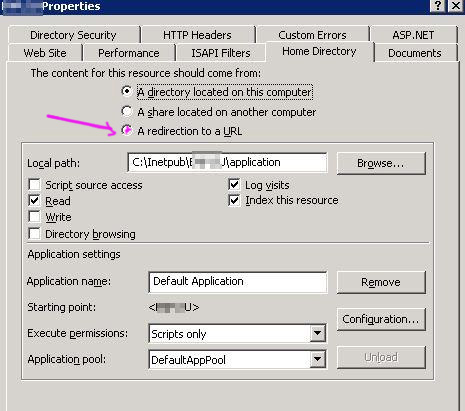 Properties
Directory Security HTTP Headers Custom Errors ASP.NET
Web Site Performance ISAPI Filters Home Directory Documents
The content for this resource should come from:
A directory located on this computer
A share located on another computer
A redirection to a URL
Local path: C:\Inetpub\ \application Browse...
Script source access Log visits
Read Index this resource
Write
Directory browsing
Application settings
Application name: Default Application Remove
Starting point: < U>
Configuration...
Execute permissions: Scripts only
Application pool: DefaultAppPool Unload